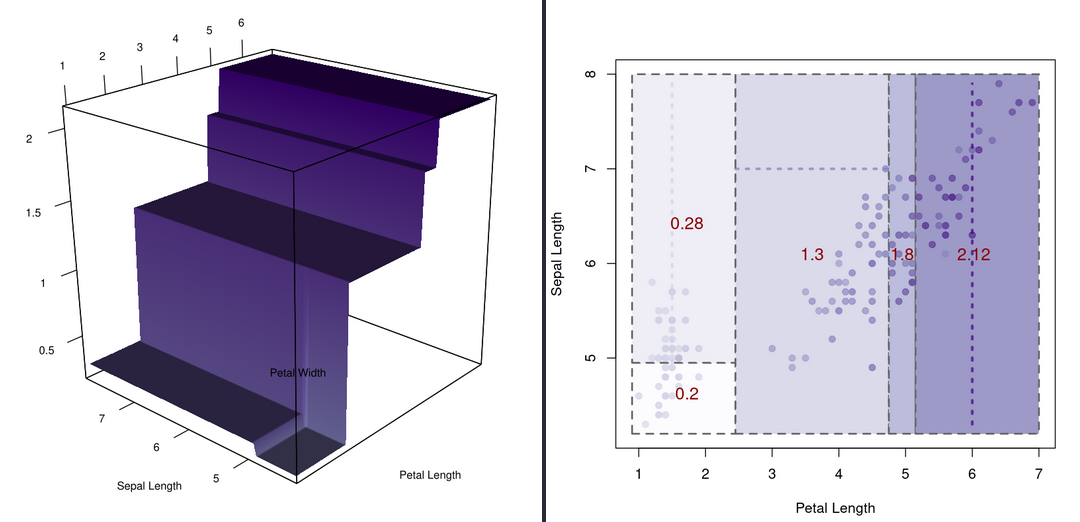 1 2 3 4 5 6
2
1.5
1
0.5
Petal Width
7
6
5
Sepal Length
Petal Length
8
7
6
5
Sepal Length
0.28
1.3
1.8
2.12
0.2
1 2 3 4 5 6 7
Petal Length